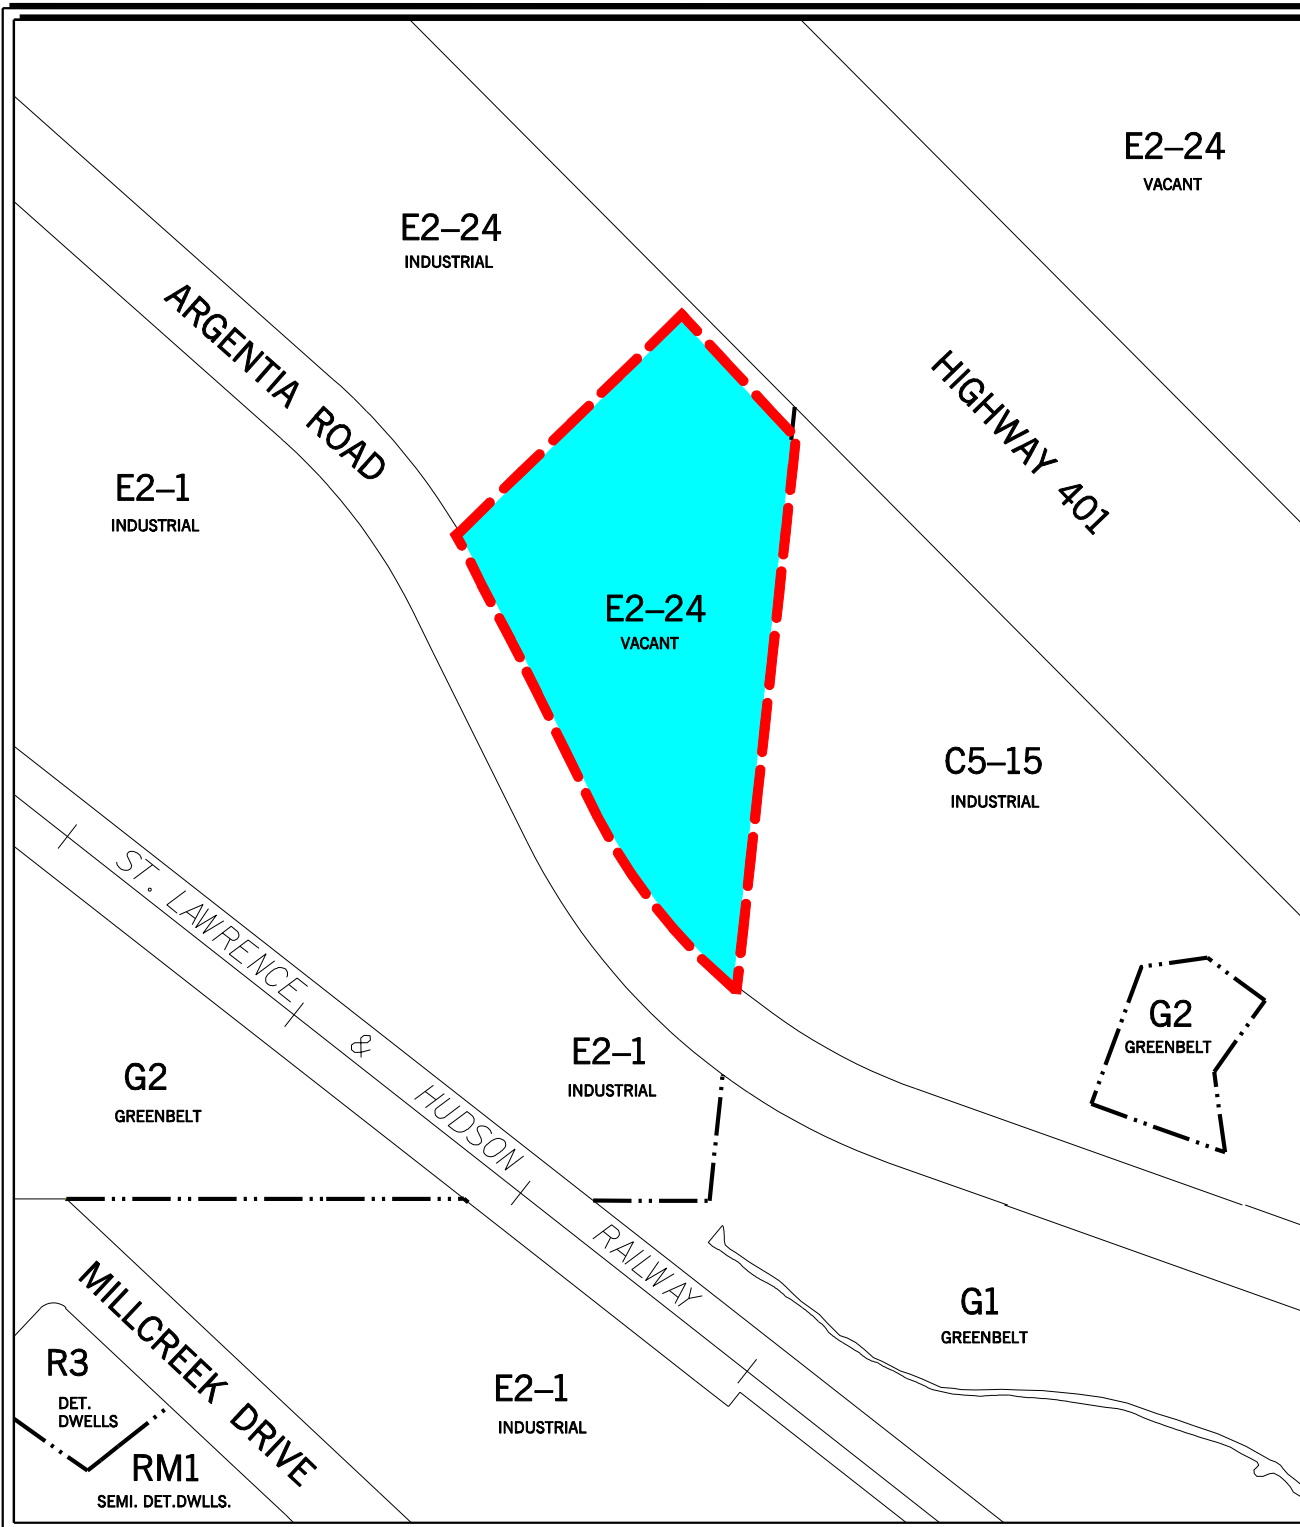 E2–24
VACANT
E2–24
INDUSTRIAL
ARGENTIA ROAD
HIGHWAY 401
E2–1
INDUSTRIAL
E2–24
VACANT
C5–15
INDUSTRIAL
ST. LAWRENCE & HUDSON RAILWAY
G2
GREENBELT
E2–1
INDUSTRIAL
G2
GREENBELT
G1
GREENBELT
MILLCREEK DRIVE
R3
DET.
DWELLS
E2–1
INDUSTRIAL
RM1
SEMI. DET.DWLLS.